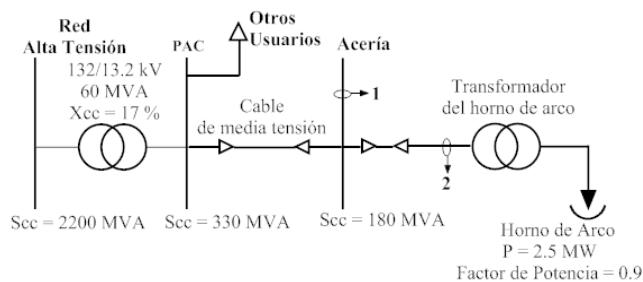 Red
Alta Tensión
132/13.2 kV
60 MVA
Xcc = 17 %
PAC
Otros
Usuarios
Cable
de media tensión
Acería
1
2
Transformador
del horno de arco
Scc = 2200 MVA
Scc = 330 MVA
Scc = 180 MVA
Horno de Arco
P = 2.5 MW
Factor de Potencia = 0.9